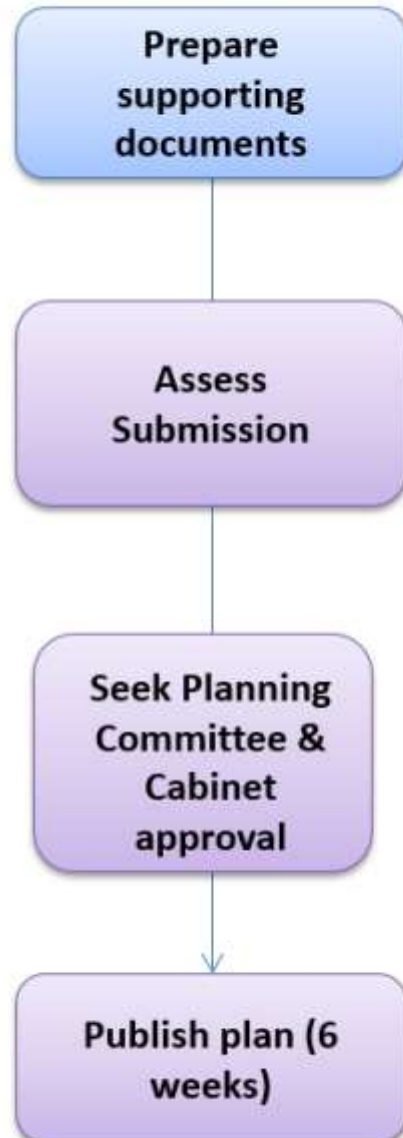 Prepare
supporting
documents
Assess
Submission
Seek Planning
Committee &
Cabinet
approval
Publish plan (6
weeks)